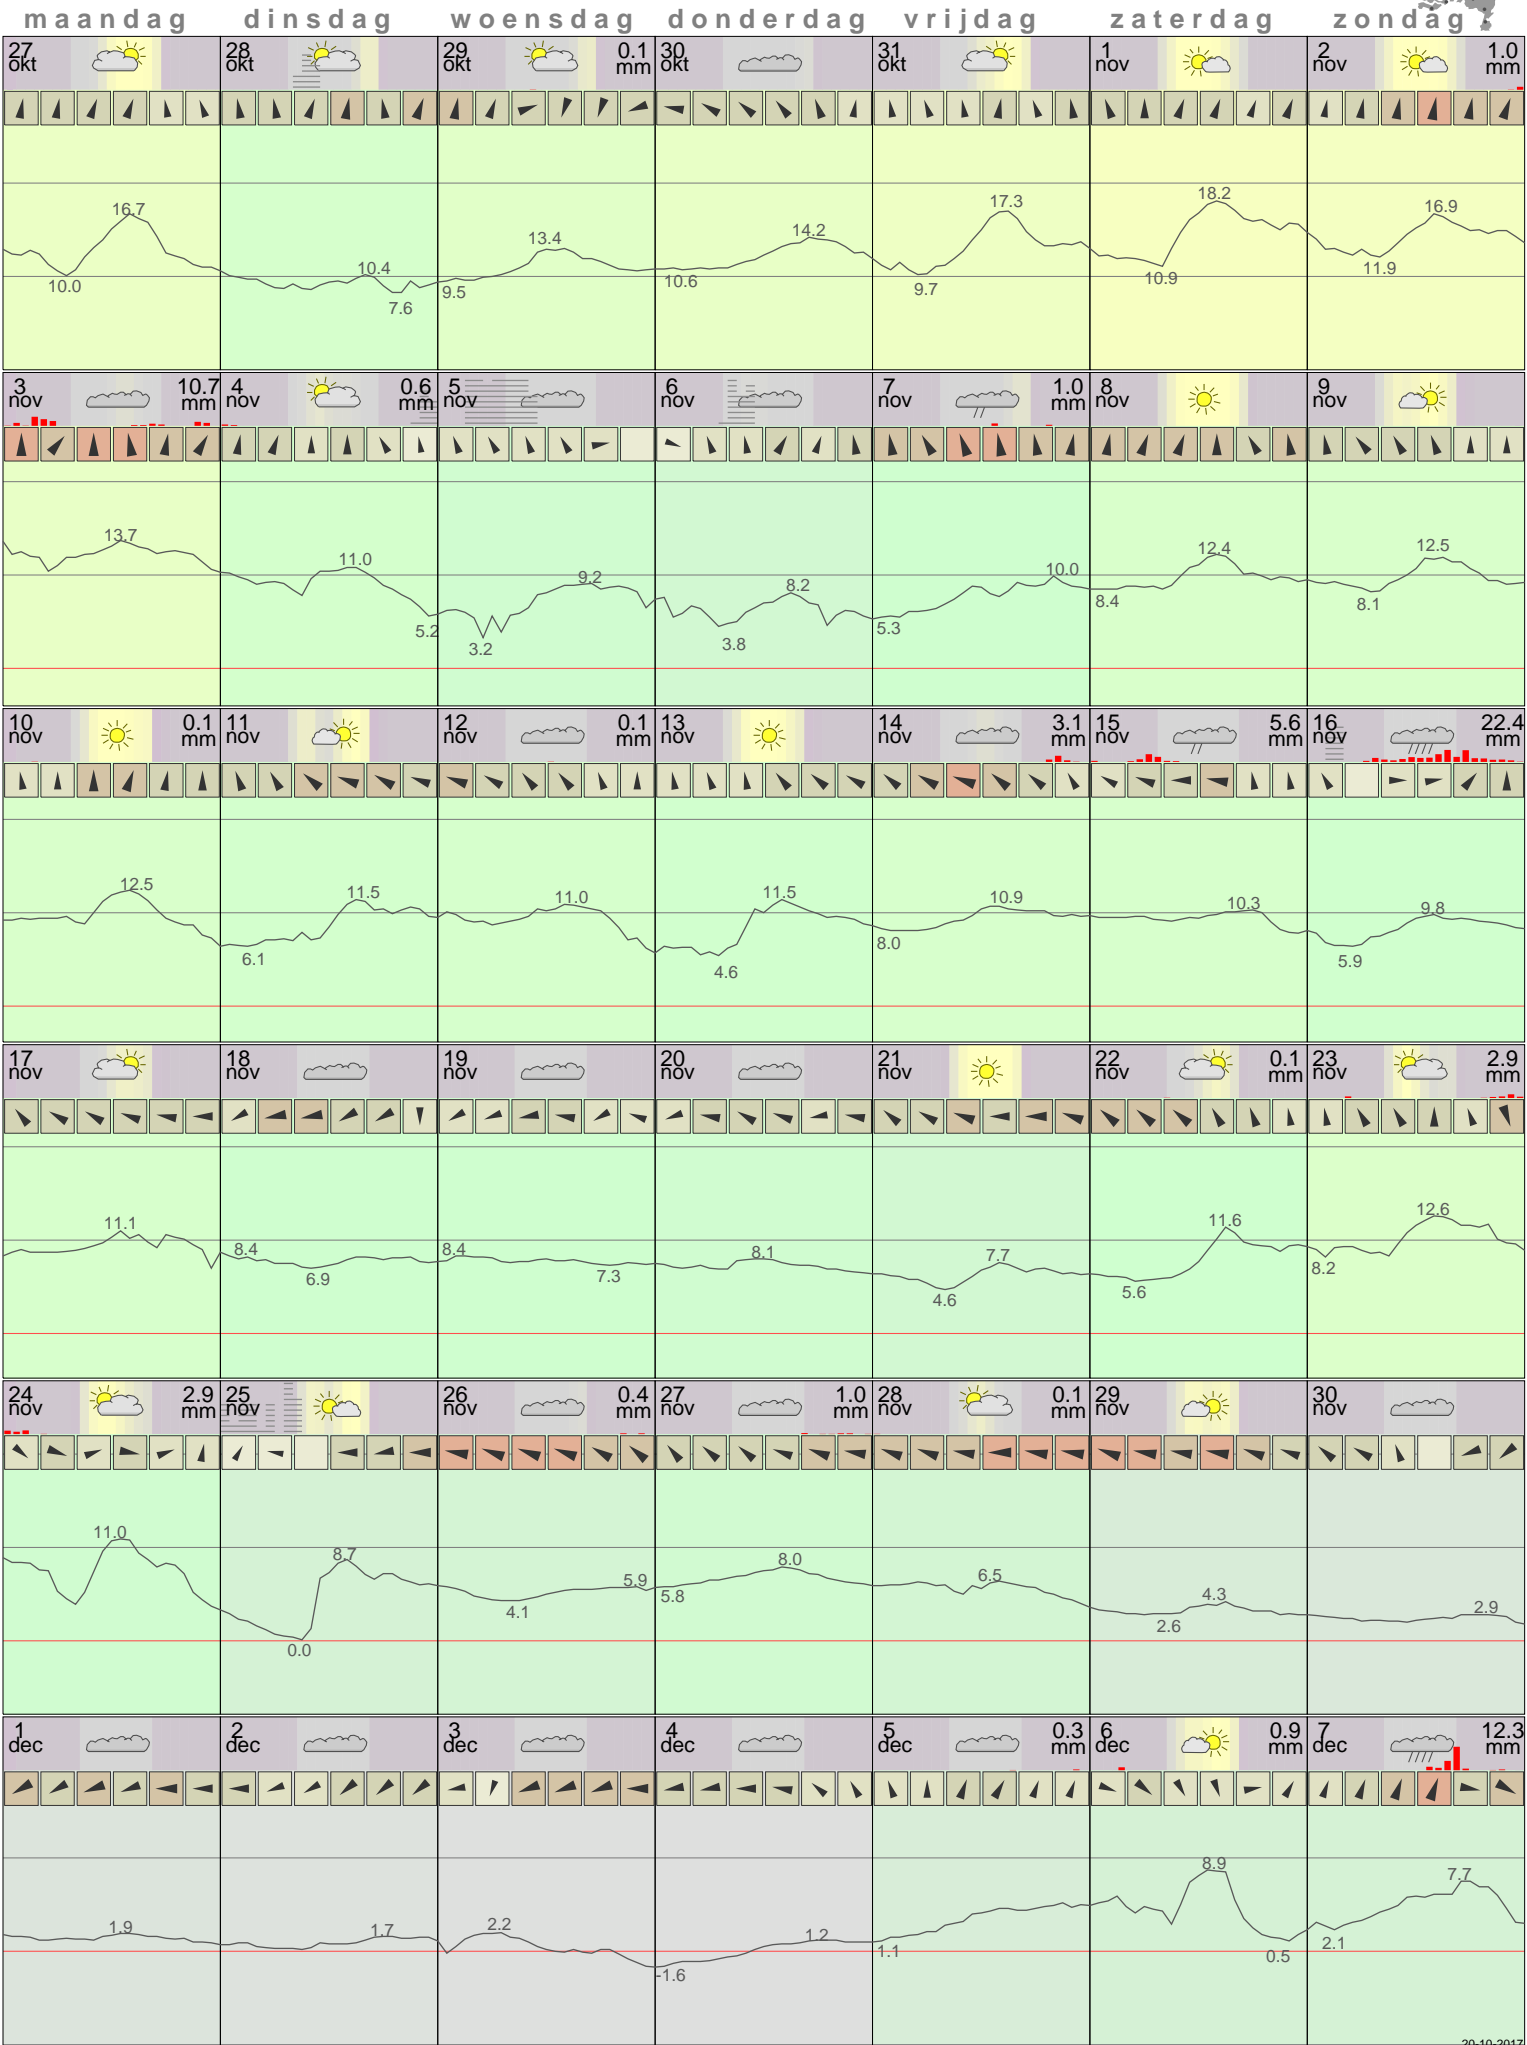 maandag dinsdag woensdag donderdag vrijdag zaterdag zondag
27 28 29 0.1 30 31 1 2 1.0
okt okt okt mm okt okt nov nov mm
16.7 10.0 10.4 7.6 9.5 13.4 10.6 14.2 9.7 17.3 10.9 18.2 11.9 16.9
3 10.7 4 0.6 5 6 7 1.0 8 9
nov mm nov mm nov nov nov mm nov nov
13.7 11.0 5.2 3.2 9.2 3.8 8.2 5.3 10.0 8.4 12.4 8.1 12.5
10 0.1 11 12 0.1 13 14 3.1 15 5.6 16 22.4
nov mm nov nov mm nov nov mm nov mm nov mm
12.5 6.1 11.5 11.0 4.6 11.5 8.0 10.9 10.3 5.9 9.8
17 18 19 20 21 22 0.1 23 2.9
nov nov nov nov nov nov mm nov mm
11.1 8.4 6.9 8.4 7.3 8.1 4.6 7.7 5.6 11.6 8.2 12.6
24 2.9 25 26 0.4 27 1.0 28 0.1 29 30
nov mm nov nov mm nov mm nov mm nov nov
11.0 0.0 8.7 4.1 5.9 5.8 8.0 6.5 2.6 4.3 2.9
1 2 3 4 5 0.3 6 0.9 7 12.3
dec dec dec dec dec mm dec mm dec mm
1.9 1.7 2.2 -1.6 1.2 1.1 8.9 0.5 2.1 7.7
20-10-2017